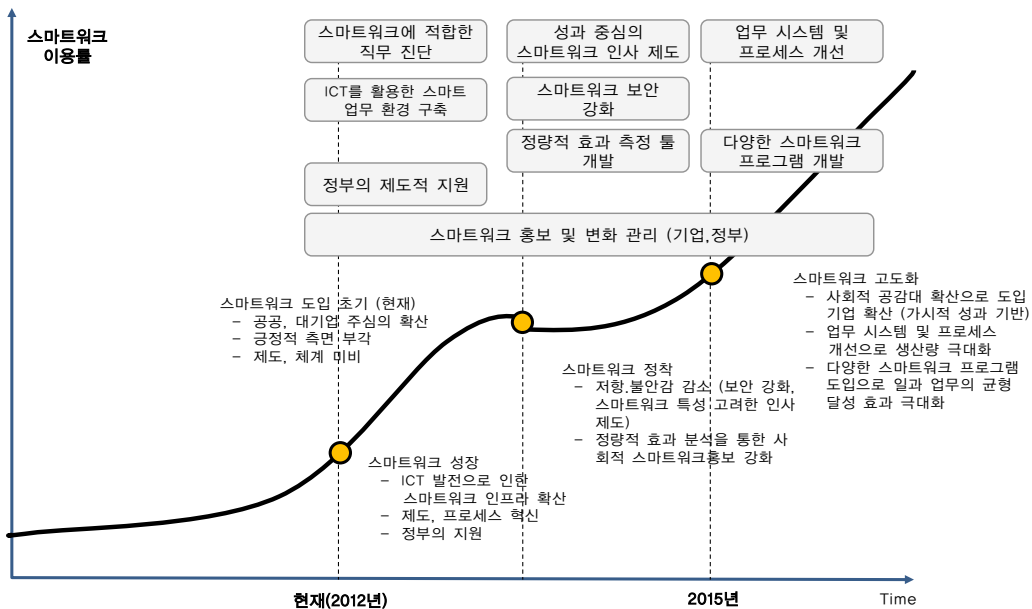 스마트워크
이용률
스마트워크에 적합한
직무 진단
성과 중심의
스마트워크 인사 제도
업무 시스템 및
프로세스 개선
ICT를 활용한 스마트
업무 환경 구축
스마트워크 보안
강화
정량적 효과 측정 툴
개발
다양한 스마트워크
프로그램 개발
정부의 제도적 지원
스마트워크 홍보 및 변화 관리 (기업,정부)
스마트워크 도입 초기 (현재)
– 공공, 대기업 주심의 확산
– 긍정적 측면 부각
– 제도, 체계 미비
스마트워크 성장
– ICT 발전으로 인한
스마트워크 인프라 확산
– 제도, 프로세스 혁신
– 정부의 지원
스마트워크 정착
– 저항.불안감 감소 (보안 강화,
스마트워크 특성 고려한 인사
제도)
– 정량적 효과 분석을 통한 사
회적 스마트워크홍보 강화
스마트워크 고도화
– 사회적 공감대 확산으로 도입
기업 확산 (가시적 성과 기반)
– 업무 시스템 및 프로세스
개선으로 생산량 극대화
– 다양한 스마트워크 프로그램
도입으로 일과 업무의 균형
달성 효과 극대화
현재(2012년)
2015년
Time